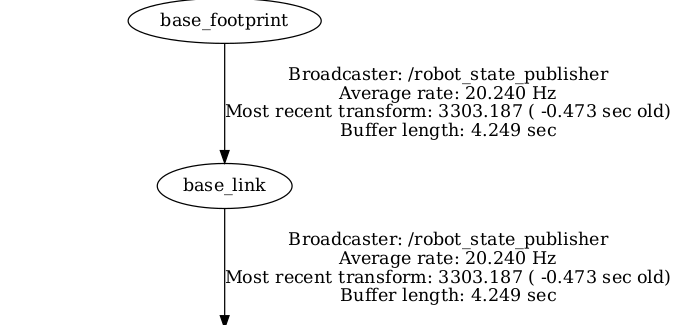 base_footprint
Broadcaster: /robot_state_publisher
Average rate: 20.240 Hz
Most recent transform: 3303.187 ( -0.473 sec old)
Buffer length: 4.249 sec
base_link
Broadcaster: /robot_state_publisher
Average rate: 20.240 Hz
Most recent transform: 3303.187 ( -0.473 sec old)
Buffer length: 4.249 sec